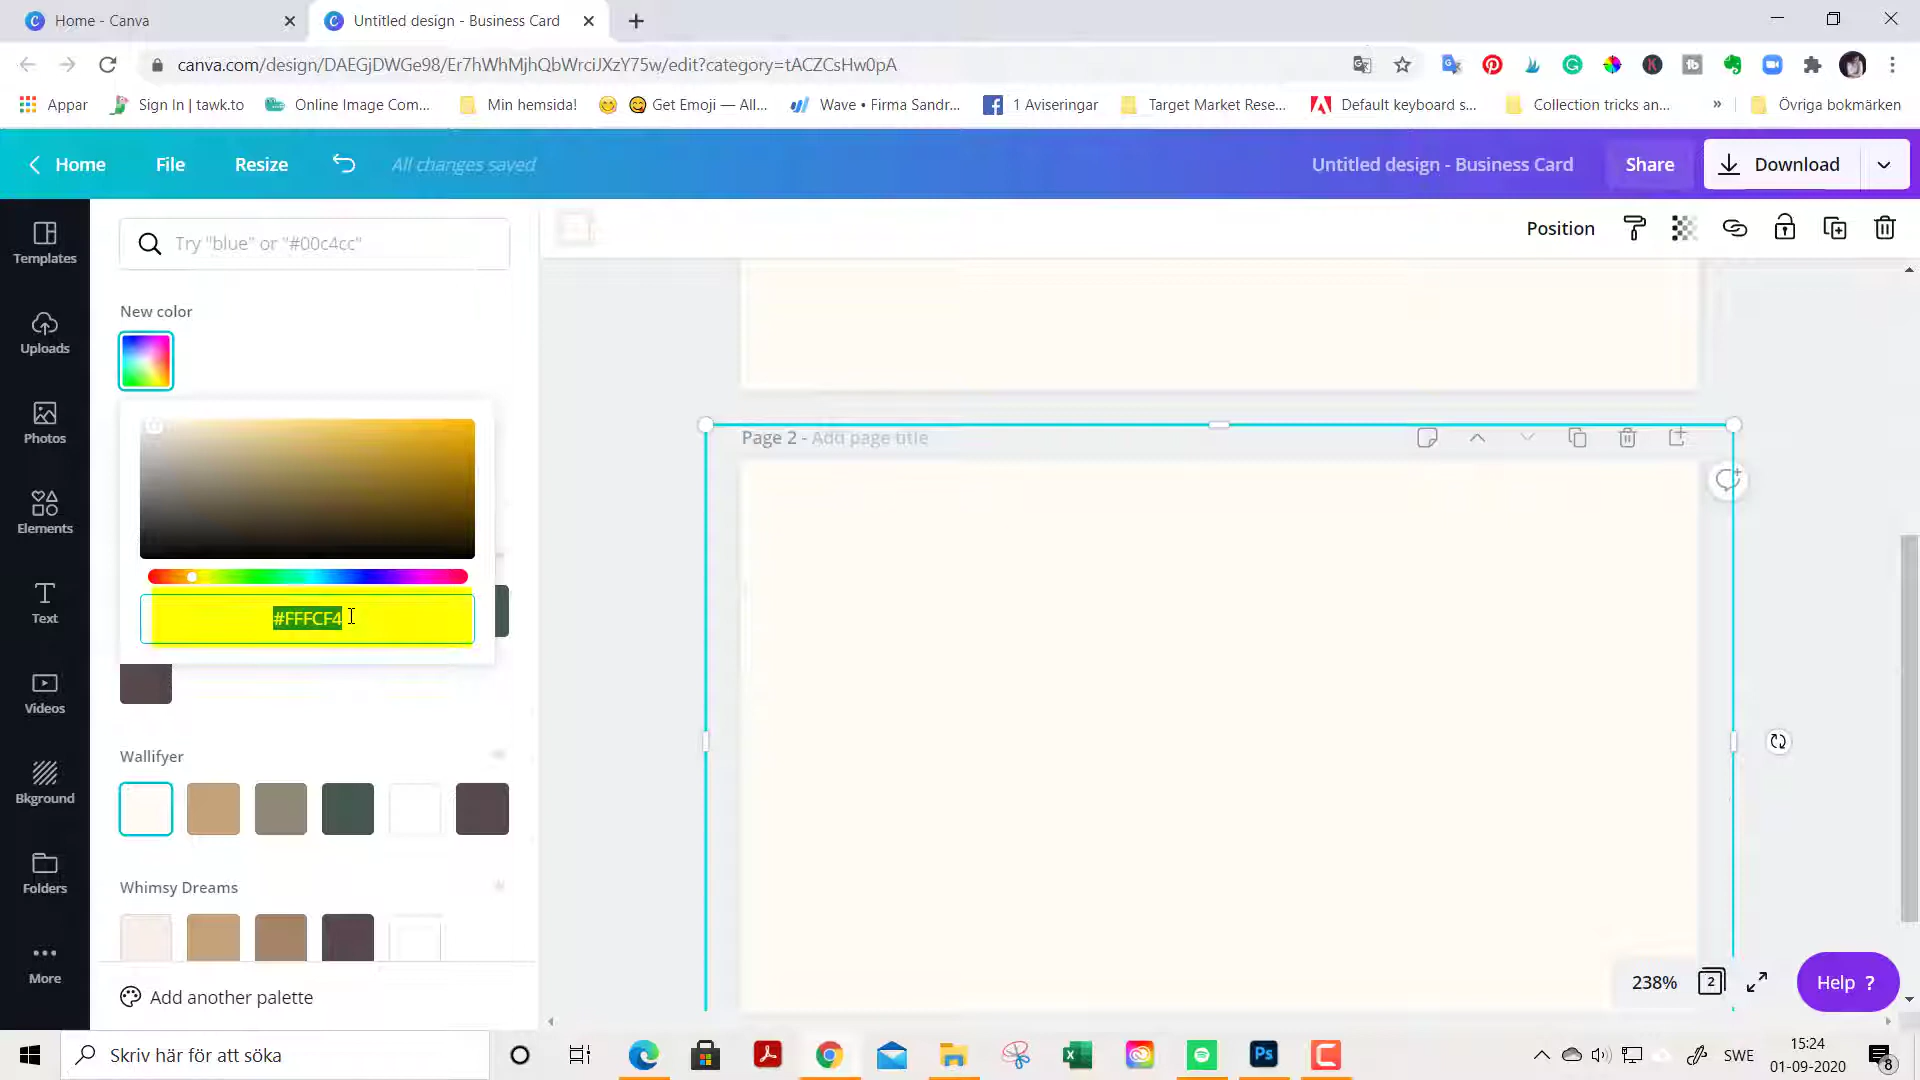 Home - Canva
Untitled design - Business Card
canva.com/design/DAEGjDWGe98/Er7hWhMjhQbWrciJXzY75w/edit?category=tACZCsHw0pA
Appar
Sign In | tawk.to
Online Image Com...
Min hemsida!
Get Emoji — All...
Wave • Firma Sandr...
1 Aviseringar
Target Market Rese...
Default keyboard s...
Collection tricks an...
»
Övriga bokmärken
Home
File
Resize
All changes saved
Untitled design - Business Card
Share
Download
Templates
Uploads
Photos
Elements
Text
Videos
Bkground
Folders
More
Try "blue" or "#00c4cc"
New color
#FFFCF4
Wallifyer
Whimsy Dreams
Add another palette
Position
Page 2 - Add page title
238%
2
Help ?
Skriv här för att söka
Ps
SWE
15:24
01-09-2020
8